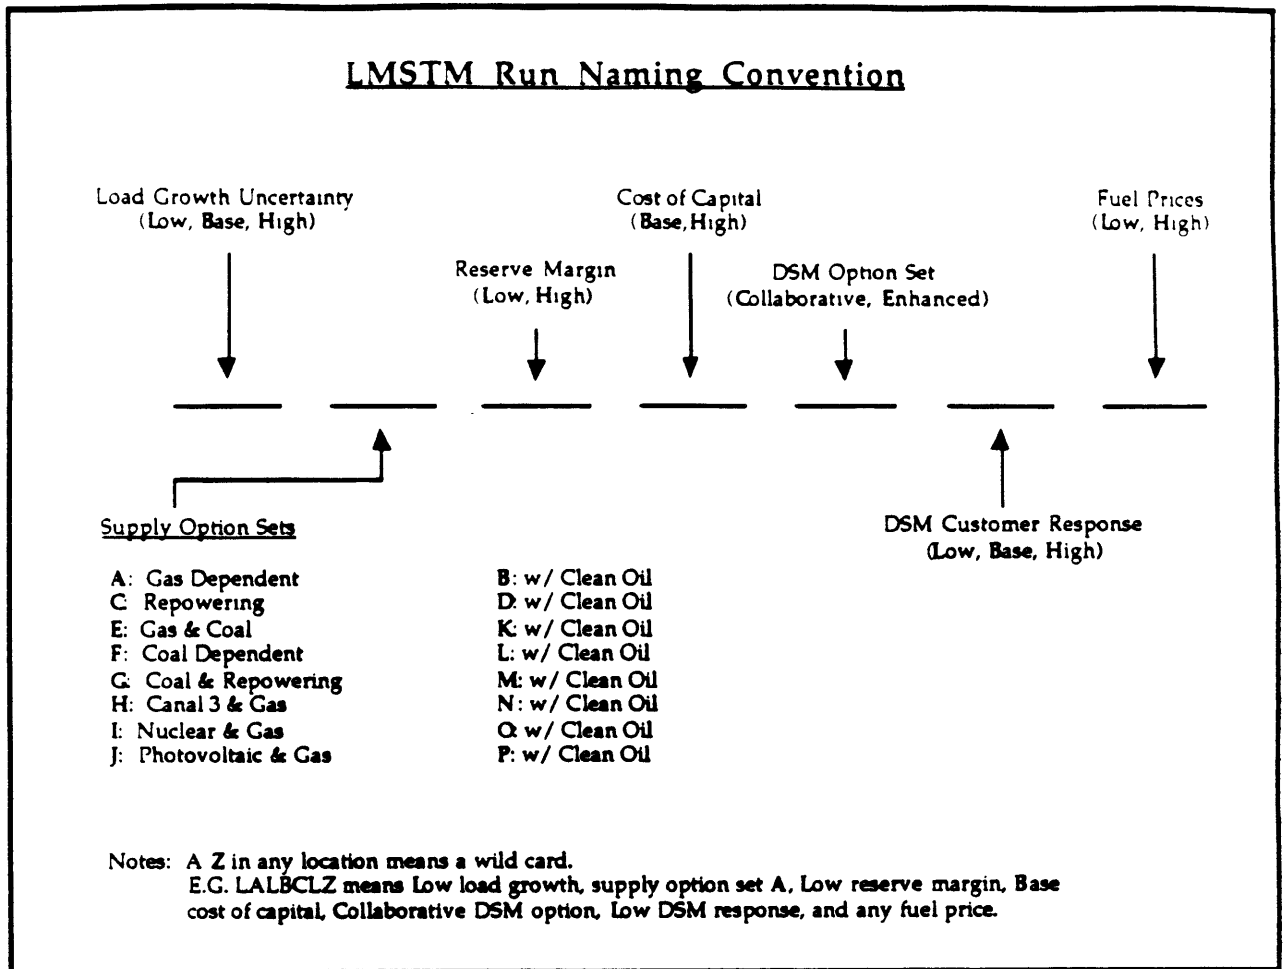 LMSTM Run Naming Convention
Load Growth Uncertainty
(Low, Base, High)
Cost of Capital
(Base, High)
Fuel Prices
(Low, High)
Reserve Margin
(Low, High)
DSM Option Set
(Collaborative, Enhanced)
Supply Option Sets
DSM Customer Response
(Low, Base, High)
A: Gas Dependent B: w/ Clean Oil
C: Repowering D: w/ Clean Oil
E: Gas & Coal K: w/ Clean Oil
F: Coal Dependent L: w/ Clean Oil
G: Coal & Repowering M: w/ Clean Oil
H: Canal 3 & Gas N: w/ Clean Oil
I: Nuclear & Gas O: w/ Clean Oil
J: Photovoltaic & Gas P: w/ Clean Oil
Notes: A Z in any location means a wild card.
E.G. LALBCLZ means Low load growth, supply option set A, Low reserve margin, Base
cost of capital, Collaborative DSM option, Low DSM response, and any fuel price.